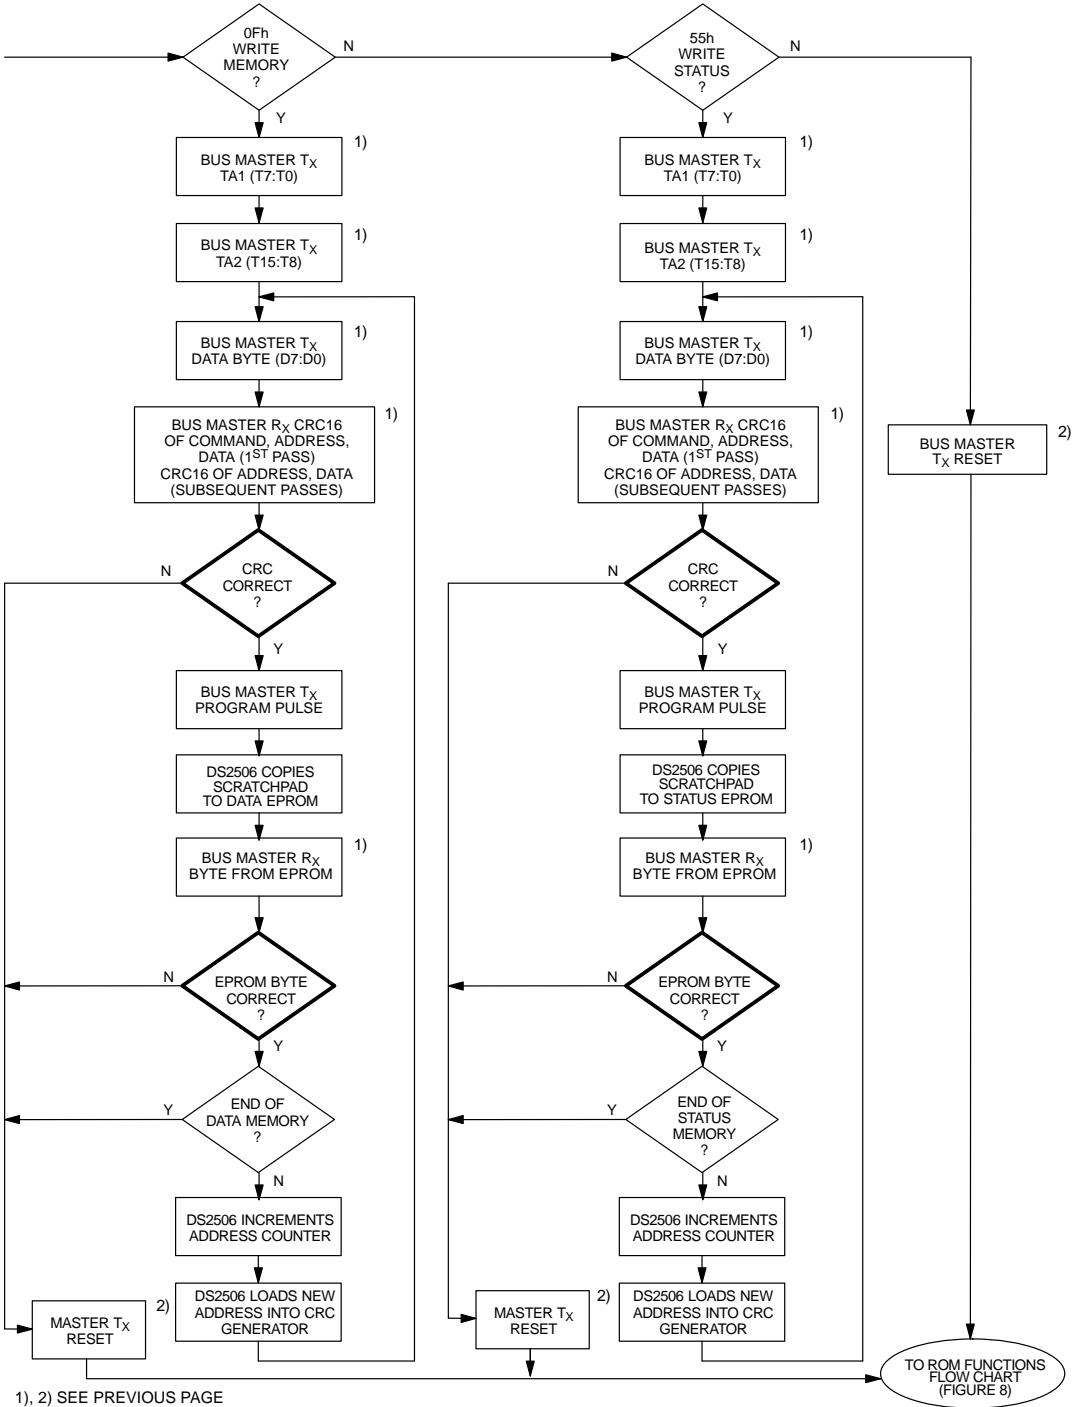 0Fh
WRITE
MEMORY
?
N
Y
BUS MASTER TX
TA1 (T7:T0)
1)
BUS MASTER TX
TA2 (T15:T8)
1)
BUS MASTER TX
DATA BYTE (D7:D0)
1)
BUS MASTER RX CRC16
OF COMMAND, ADDRESS,
DATA (1ST PASS)
CRC16 OF ADDRESS, DATA
(SUBSEQUENT PASSES)
1)
CRC
CORRECT
?
N
Y
BUS MASTER TX
PROGRAM PULSE
DS2506 COPIES
SCRATCHPAD
TO DATA EPROM
BUS MASTER RX
BYTE FROM EPROM
1)
EPROM BYTE
CORRECT
?
N
Y
END OF
DATA MEMORY
?
Y
N
DS2506 INCREMENTS
ADDRESS COUNTER
DS2506 LOADS NEW
ADDRESS INTO CRC
GENERATOR
MASTER TX
RESET
2)
55h
WRITE
STATUS
?
N
Y
BUS MASTER TX
TA1 (T7:T0)
1)
BUS MASTER TX
TA2 (T15:T8)
1)
BUS MASTER TX
DATA BYTE (D7:D0)
1)
BUS MASTER RX CRC16
OF COMMAND, ADDRESS,
DATA (1ST PASS)
CRC16 OF ADDRESS, DATA
(SUBSEQUENT PASSES)
1)
CRC
CORRECT
?
N
Y
BUS MASTER TX
PROGRAM PULSE
DS2506 COPIES
SCRATCHPAD
TO STATUS EPROM
BUS MASTER RX
BYTE FROM EPROM
1)
EPROM BYTE
CORRECT
?
N
Y
END OF
STATUS
MEMORY
?
Y
N
DS2506 INCREMENTS
ADDRESS COUNTER
DS2506 LOADS NEW
ADDRESS INTO CRC
GENERATOR
MASTER TX
RESET
2)
BUS MASTER
TX RESET
2)
TO ROM FUNCTIONS
FLOW CHART
(FIGURE 8)
1), 2) SEE PREVIOUS PAGE